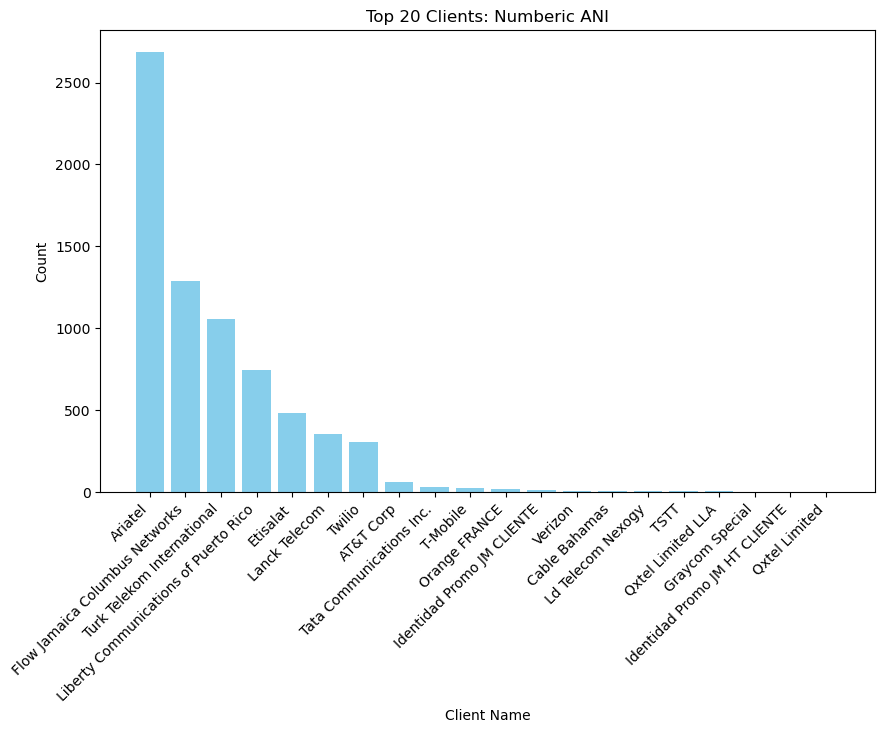 Top 20 Clients: Numberic ANI
Count
2500
2000
1500
1000
500
0
Ariatel
Flow Jamaica Columbus Networks
Turk Telekom International
Liberty Communications of Puerto Rico
Etisalat
Lanck Telecom
Twilio
AT&T Corp
Tata Communications Inc.
T-Mobile
Orange FRANCE
Identidad Promo JM CLIENTE
Verizon
Cable Bahamas
Ld Telecom Nexogy
TSTT
Qxtel Limited LLA
Graycom Special
Identidad Promo JM HT CLIENTE
Qxtel Limited
Client Name